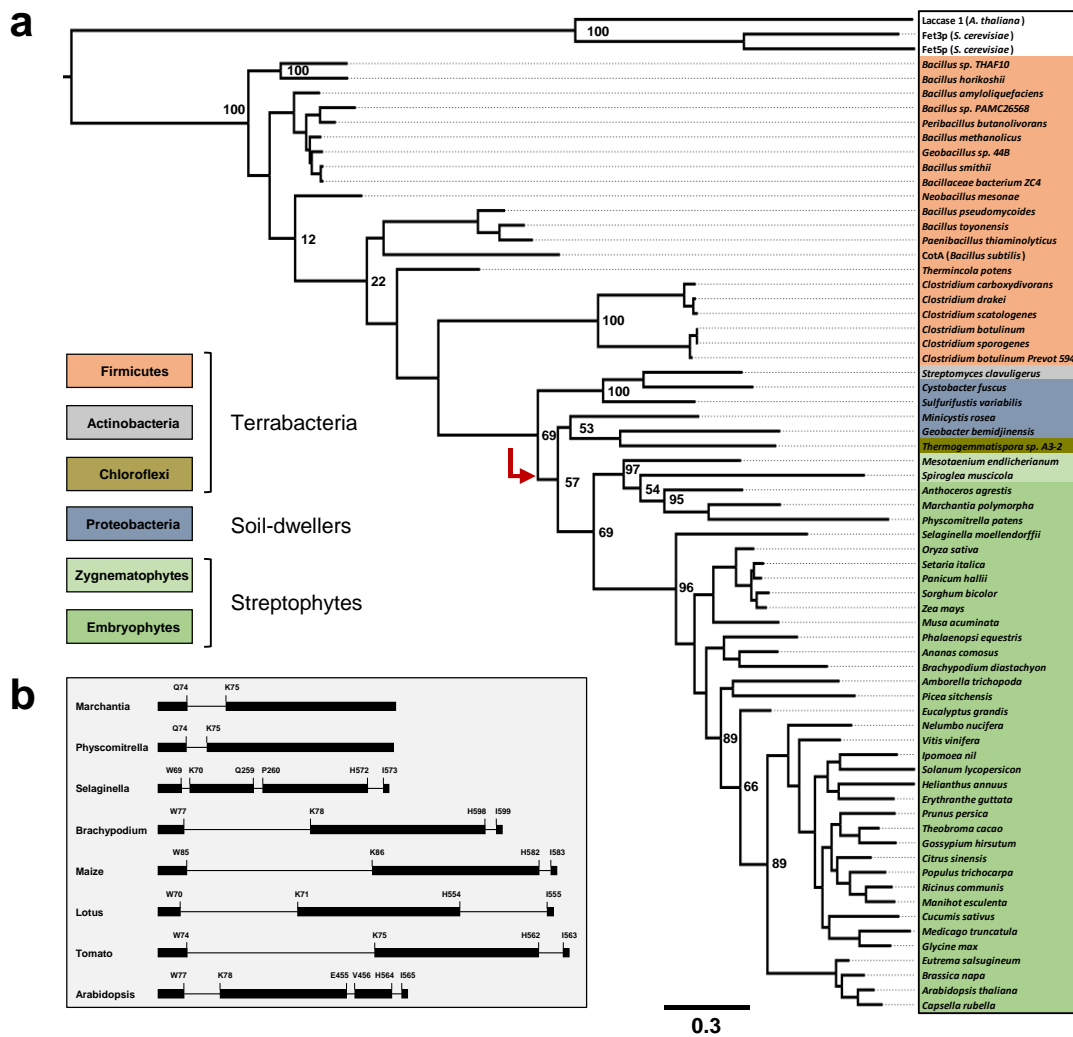 a
Laccase 1 (A. thaliana)
Fet3p (S. cerevisiae)
Fet5p (S. cerevisiae)
Bacillus sp. THAF10
Bacillus horikoshii
Bacillus amyloliquefaciens
Bacillus sp. PAMC26568
Peribacillus butanolivorans
Bacillus methanolicus
Geobacillus sp. 44B
Bacillus smithii
Bacillaceae bacterium ZC4
Neobacillus mesonae
Bacillus pseudomycoides
Bacillus toyonensis
Paenibacillus thiaminolyticus
CotA (Bacillus subtilis)
Thermincola potens
Clostridium carboxydivorans
Clostridium drakei
Clostridium scatologenes
Clostridium botulinum
Clostridium sporogenes
Clostridium botulinum Prevot 594
Streptomyces clavuligerus
Cystobacter fuscus
Sulfurifustis variabilis
Minicystis rosea
Geobacter bemidjinensis
Thermogemmatispora sp. A3-2
Mesotaenium endlicherianum
Spiroglea muscicola
Anthoceros agrestis
Marchantia polymorpha
Physcomitrella patens
Selaginella moellendorffii
Oryza sativa
Setaria italica
Panicum hallii
Sorghum bicolor
Zea mays
Musa acuminata
Phalaenopsi equestris
Ananas comosus
Brachypodium diastachyon
Amborella trichopoda
Picea sitchensis
Eucalyptus grandis
Nelumbo nucifera
Vitis vinifera
Ipomoea nil
Solanum lycopersicon
Helianthus annuus
Erythranthe guttata
Prunus persica
Theobroma cacao
Gossypium hirsutum
Citrus sinensis
Populus trichocarpa
Ricinus communis
Manihot esculenta
Cucumis sativus
Medicago truncatula
Glycine max
Eutrema salsugineum
Brassica napa
Arabidopsis thaliana
Capsella rubella
100
100
100
12
22
100
100
69
53
57
97
54
95
69
96
89
66
89
0.3
Firmicutes
Actinobacteria
Chloroflexi
Terrabacteria
Proteobacteria
Soil-dwellers
Zygnematophytes
Embryophytes
Streptophytes
b
Q74 K75
Marchantia
Q74 K75
Physcomitrella
W69 K70 Q259 P260 H572 I573
Selaginella
W77 K78 H598 I599
Brachypodium
W85 K86 H582 I583
Maize
W70 K71 H554 I555
Lotus
W74 K75 H562 I563
Tomato
W77 K78 E455 V456 H564 I565
Arabidopsis